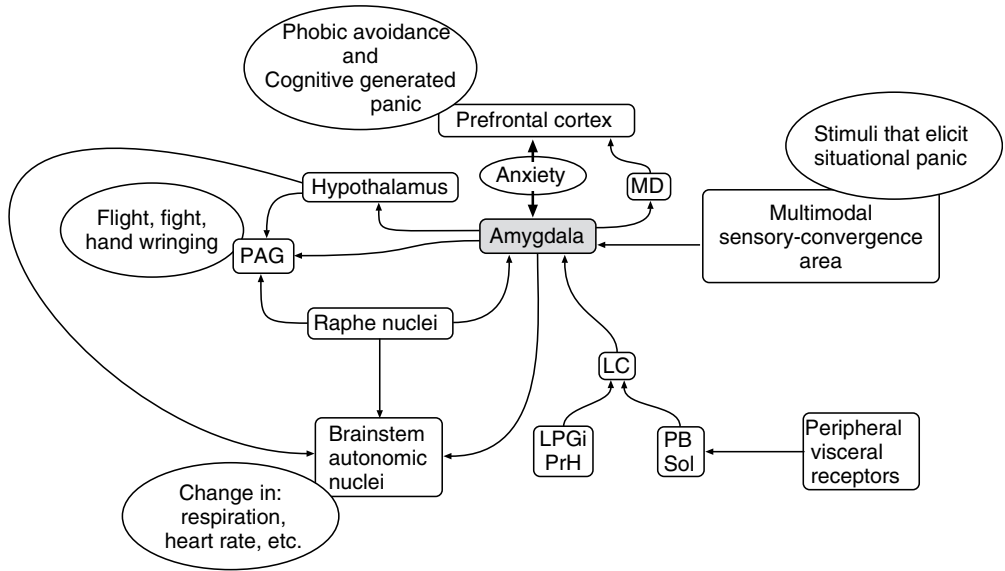 Phobic avoidance
and
Cognitive generated
panic
Prefrontal cortex
Stimuli that elicit
situational panic
Anxiety
MD
Hypothalamus
Multimodal
sensory-convergence
area
Flight, fight,
hand wringing
Amygdala
PAG
Raphe nuclei
LC
Brainstem
autonomic
nuclei
LPGi
PrH
PB
Sol
Peripheral
visceral
receptors
Change in:
respiration,
heart rate, etc.